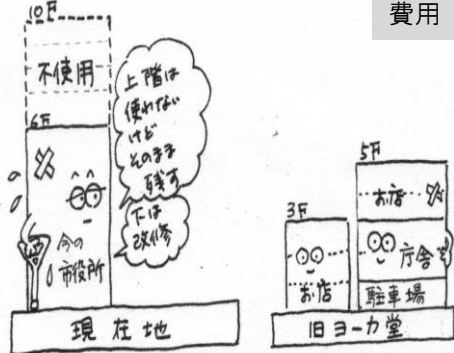 費用
10F
不使用
6F
上階は
使れない
けど
そのまま
残す
下は
改修
今の
市役所
現在地
5F
お店
3F
庁舎
お店
駐車場
旧ヨーカ堂